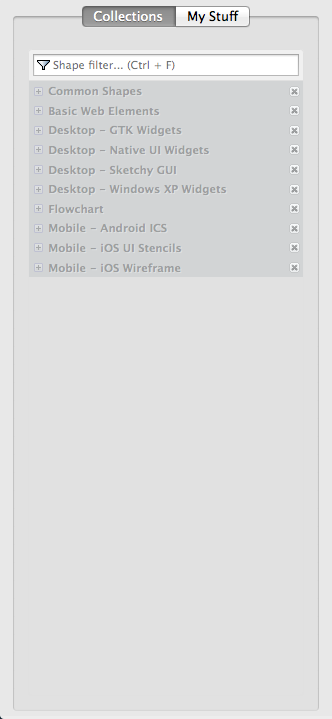 Collections My Stuff
Shape filter... (Ctrl + F)
Common Shapes
Basic Web Elements
Desktop – GTK Widgets
Desktop – Native UI Widgets
Desktop – Sketchy GUI
Desktop – Windows XP Widgets
Flowchart
Mobile – Android ICS
Mobile – iOS UI Stencils
Mobile – iOS Wireframe